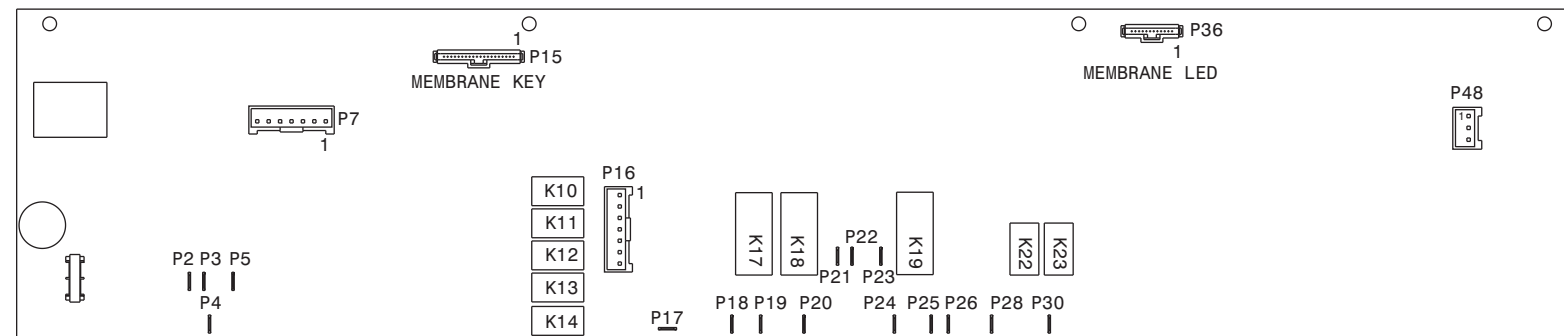 1
P15
MEMBRANE KEY
P36
1
MEMBRANE LED
P48
1
P7
1
P16
1
K10
K11
K12
K13
K14
K17
K18
K19
K22
K23
P22
P21
P23
P2 P3 P5
P4
P17
P18 P19 P20 P24 P25 P26 P28 P30